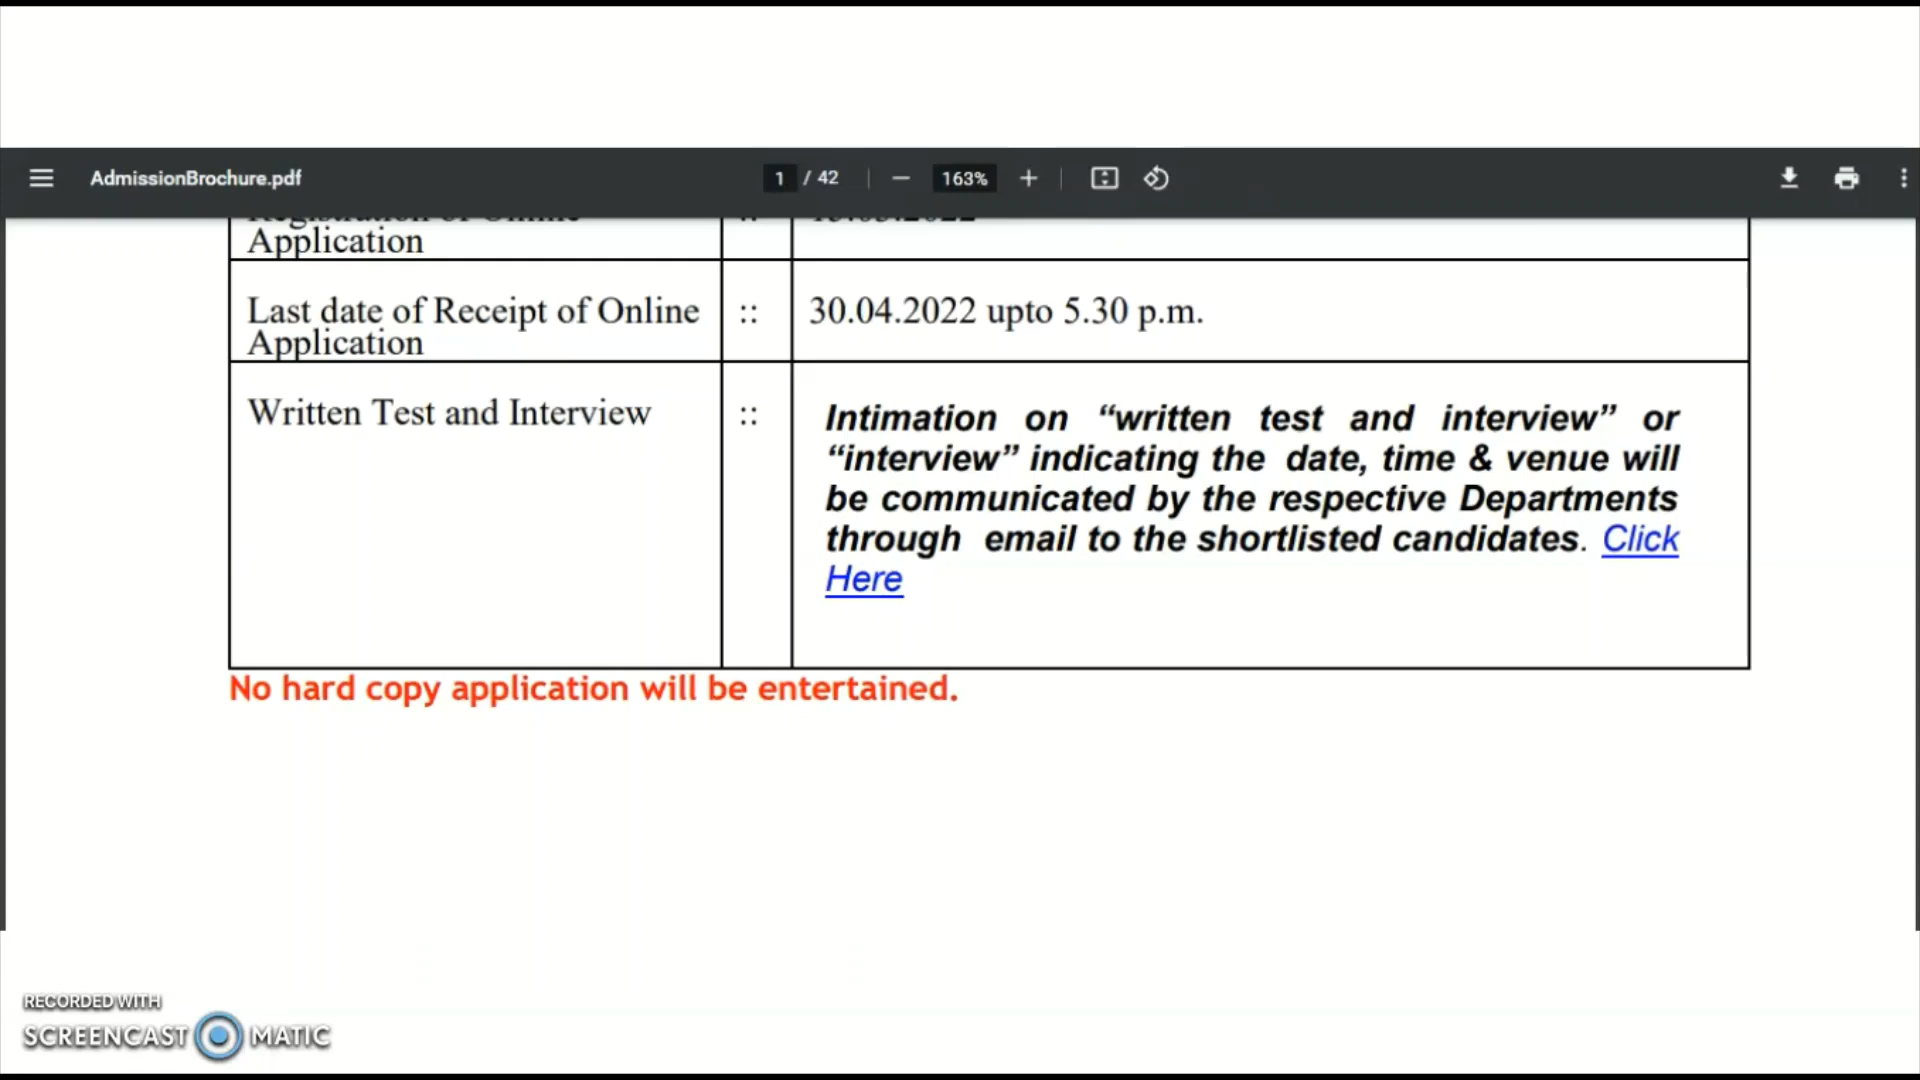 AdmissionBrochure.pdf
1 / 42
163%
Application
Last date of Receipt of Online :: 30.04.2022 upto 5.30 p.m.
Application
Written Test and Interview ::
Intimation on “written test and interview” or
“interview” indicating the date, time & venue will
be communicated by the respective Departments
through email to the shortlisted candidates. Click
Here
No hard copy application will be entertained.
RECORDED WITH
SCREENCAST MATIC